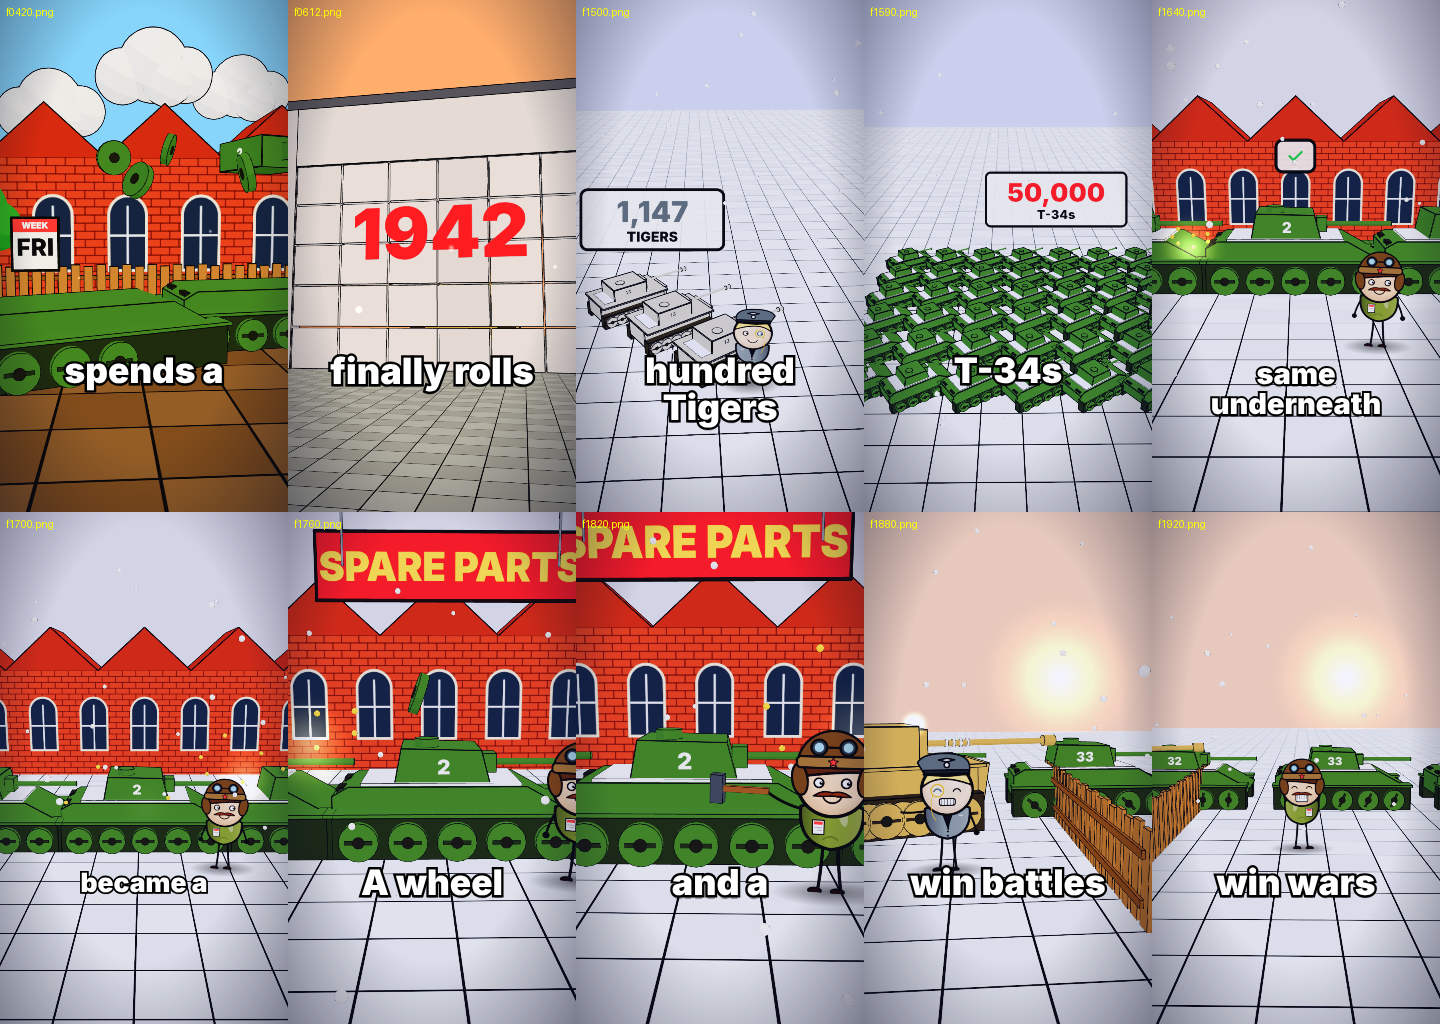 f0420.png
WEEK
FRI
spends a
f0612.png
1942
finally rolls
f1500.png
1,147
TIGERS
hundred
Tigers
f1590.png
50,000
T-34s
T-34s
f1640.png
2
same
underneath
f1700.png
2
became a
f1760.png
SPARE PARTS
2
A wheel
f1820.png
SPARE PARTS
2
and a
f1880.png
33
win battles
f1920.png
32
33
win wars